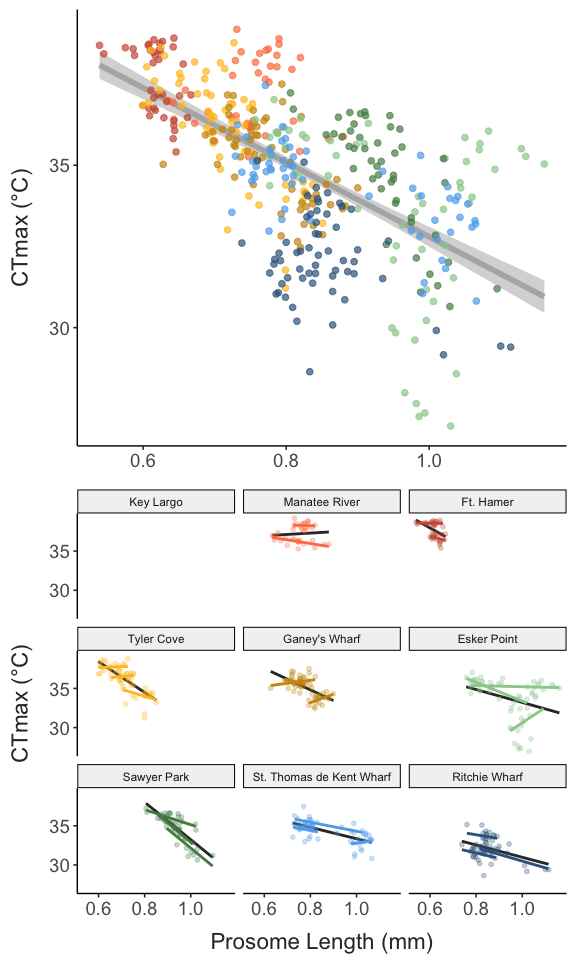 CTmax (°C)
35
30
0.6 0.8 1.0
Key Largo Manatee River Ft. Hamer
35
30
Tyler Cove Ganey's Wharf Esker Point
CTmax (°C)
35
30
Sawyer Park St. Thomas de Kent Wharf Ritchie Wharf
35
30
0.6 0.8 1.0 0.6 0.8 1.0 0.6 0.8 1.0
Prosome Length (mm)